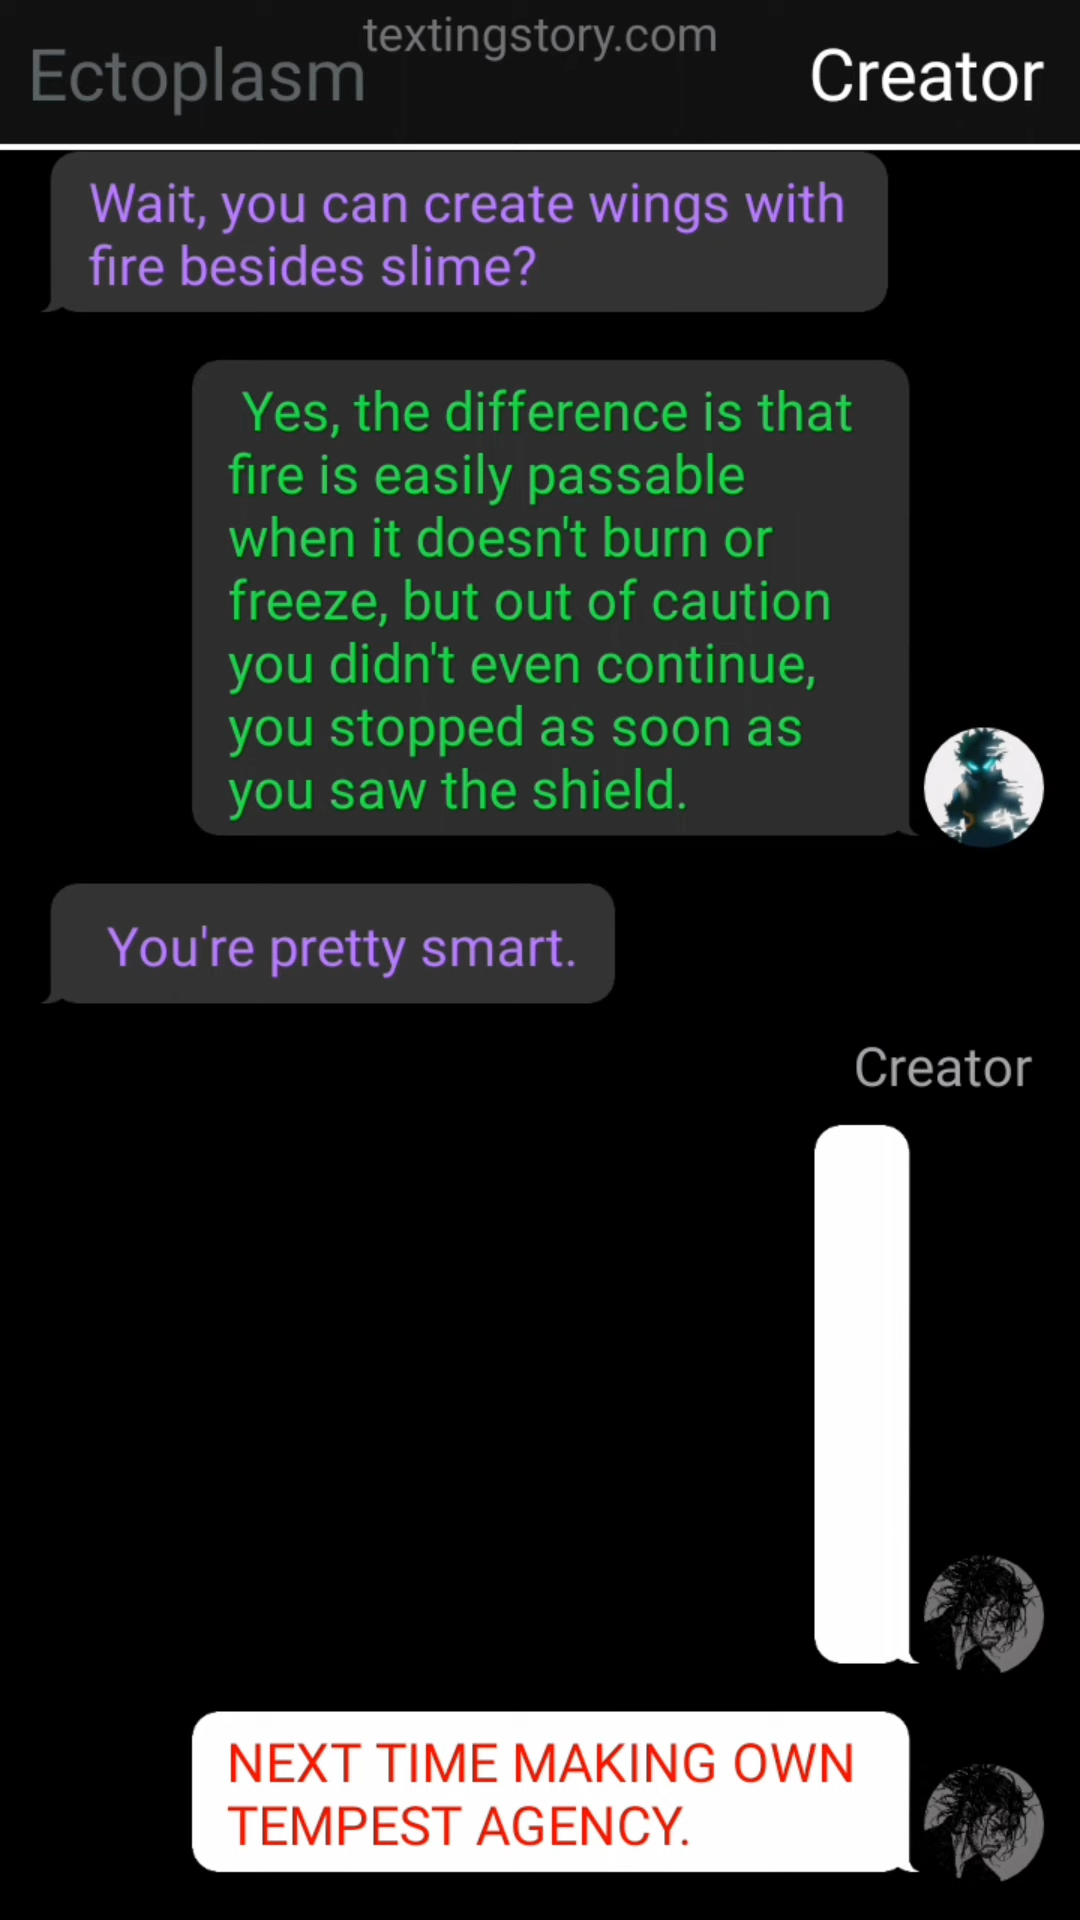 textingstory.com
Ectoplasm
Creator
Wait, you can create wings with
fire besides slime?
Yes, the difference is that
fire is easily passable
when it doesn't burn or
freeze, but out of caution
you didn't even continue,
you stopped as soon as
you saw the shield.
You're pretty smart.
Creator
NEXT TIME MAKING OWN
TEMPEST AGENCY.